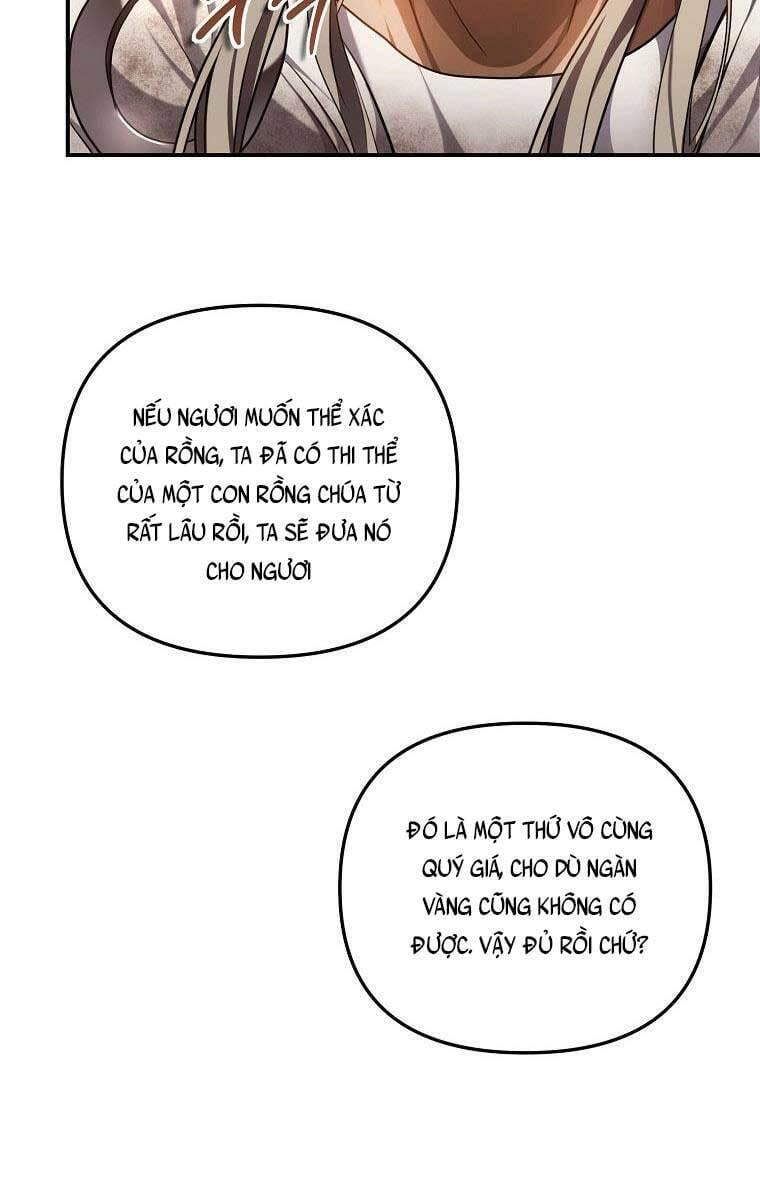 NẾU NGƯƠI MUỐN THỂ XÁC
CỦA RỒNG, TA ĐÃ CÓ THI THỂ
CỦA MỘT CON RỒNG CHÚA TỪ
RẤT LÂU RỒI, TA SẼ ĐƯA NÓ
CHO NGƯƠI
ĐÓ LÀ MỘT THỨ VÔ CÙNG
QUÝ GIÁ, CHO DÙ NGÀN
VÀNG CŨNG KHÔNG CÓ
ĐƯỢC. VẬY ĐỦ RỒI CHỨ?